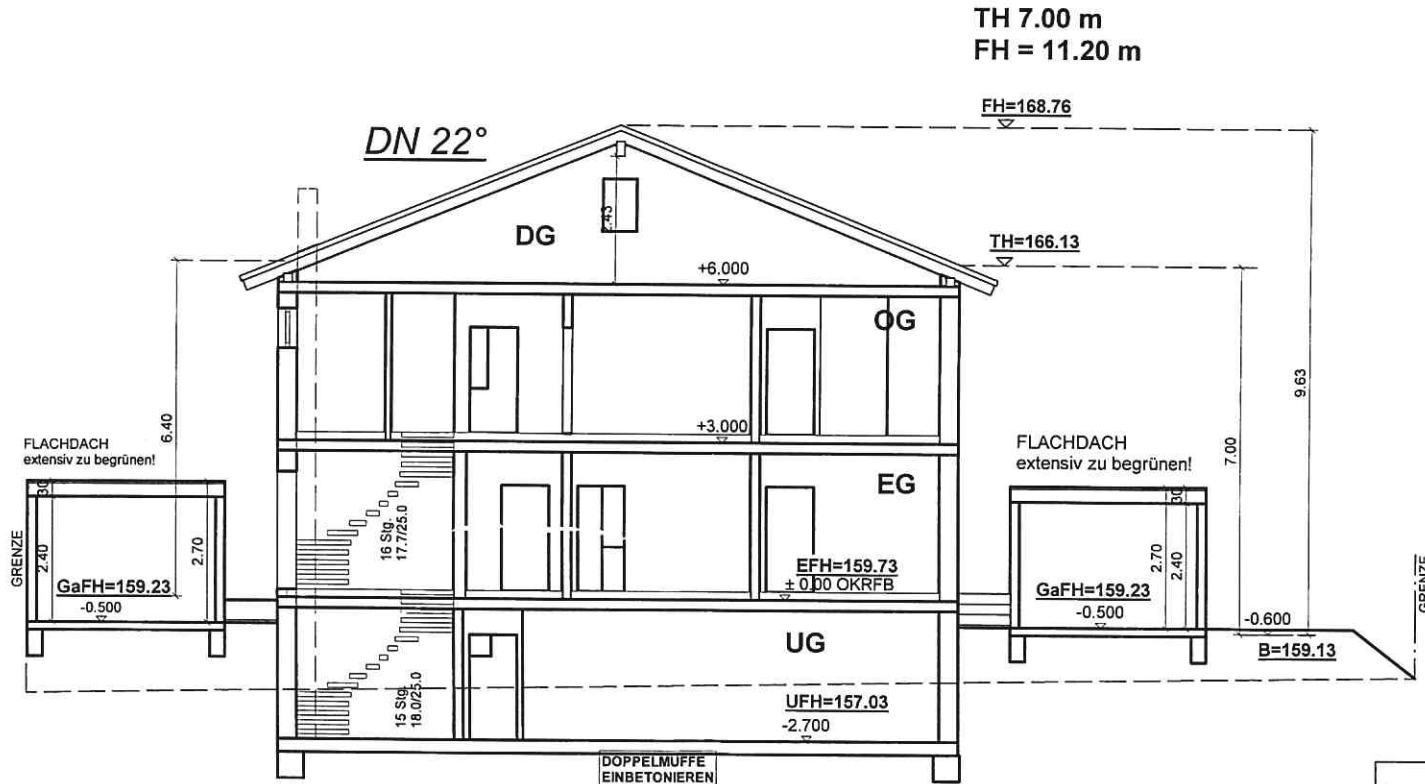 TH 7.00 m
FH = 11.20 m
FH=168.76
DN 22°
2.43
DG
TH=166.13
+6.000
OG
9.63
6.40
+3.000
7.00
FLACHDACH
extensiv zu begrünen!
FLACHDACH
extensiv zu begrünen!
EG
30
30
16 Stg.
17.7/25.0
GRENZE
2.40
2.70
EFH=159.73
± 0.00 OKRFB
2.70
2.40
GRENZE
GaFH=159.23
-0.500
GaFH=159.23
-0.500
-0.600
B=159.13
UG
15 Stg.
18.0/25.0
UFH=157.03
-2.700
DOPPELMUFFE
EINBETONIEREN